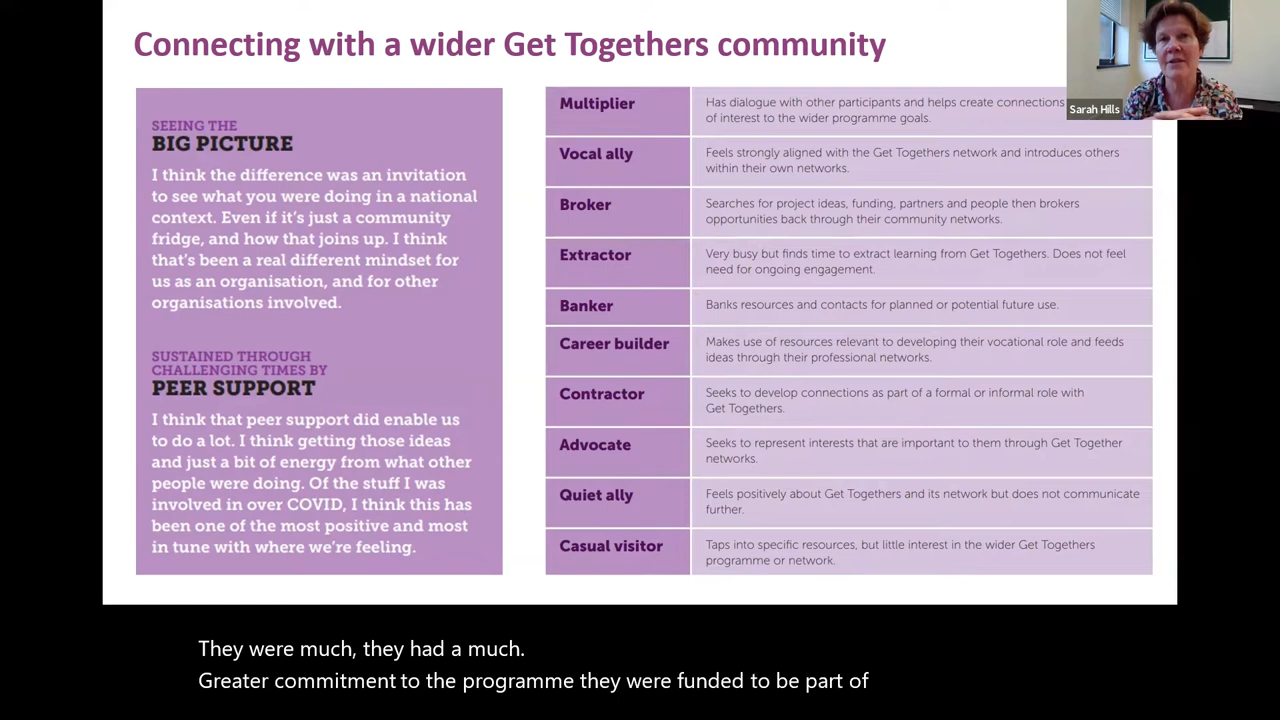 Connecting with a wider Get Togethers community
SEEING THE
BIG PICTURE
I think the difference was an invitation
to see what you were doing in a national
context. Even if it's just a community
fridge, and how that joins up. I think
that's been a real different mindset for
us as an organisation, and for other
organisations involved.
SUSTAINED THROUGH
CHALLENGING TIMES BY
PEER SUPPORT
I think that peer support did enable us
to do a lot. I think getting those ideas
and just a bit of energy from what other
people were doing. Of the stuff I was
involved in over COVID, I think this has
been one of the most positive and most
in tune with where we're feeling.
Multiplier
Has dialogue with other participants and helps create connections
of interest to the wider programme goals.
Vocal ally
Feels strongly aligned with the Get Togethers network and introduces others
within their own networks.
Broker
Searches for project ideas, funding, partners and people then brokers
opportunities back through their community networks.
Extractor
Very busy but finds time to extract learning from Get Togethers. Does not feel
need for ongoing engagement.
Banker
Banks resources and contacts for planned or potential future use.
Career builder
Makes use of resources relevant to developing their vocational role and feeds
ideas through their professional networks.
Contractor
Seeks to develop connections as part of a formal or informal role with
Get Togethers.
Advocate
Seeks to represent interests that are important to them through Get Together
networks.
Quiet ally
Feels positively about Get Togethers and its network but does not communicate
further.
Casual visitor
Taps into specific resources, but little interest in the wider Get Togethers
programme or network.
Sarah Hills
They were much, they had a much.
Greater commitment to the programme they were funded to be part of